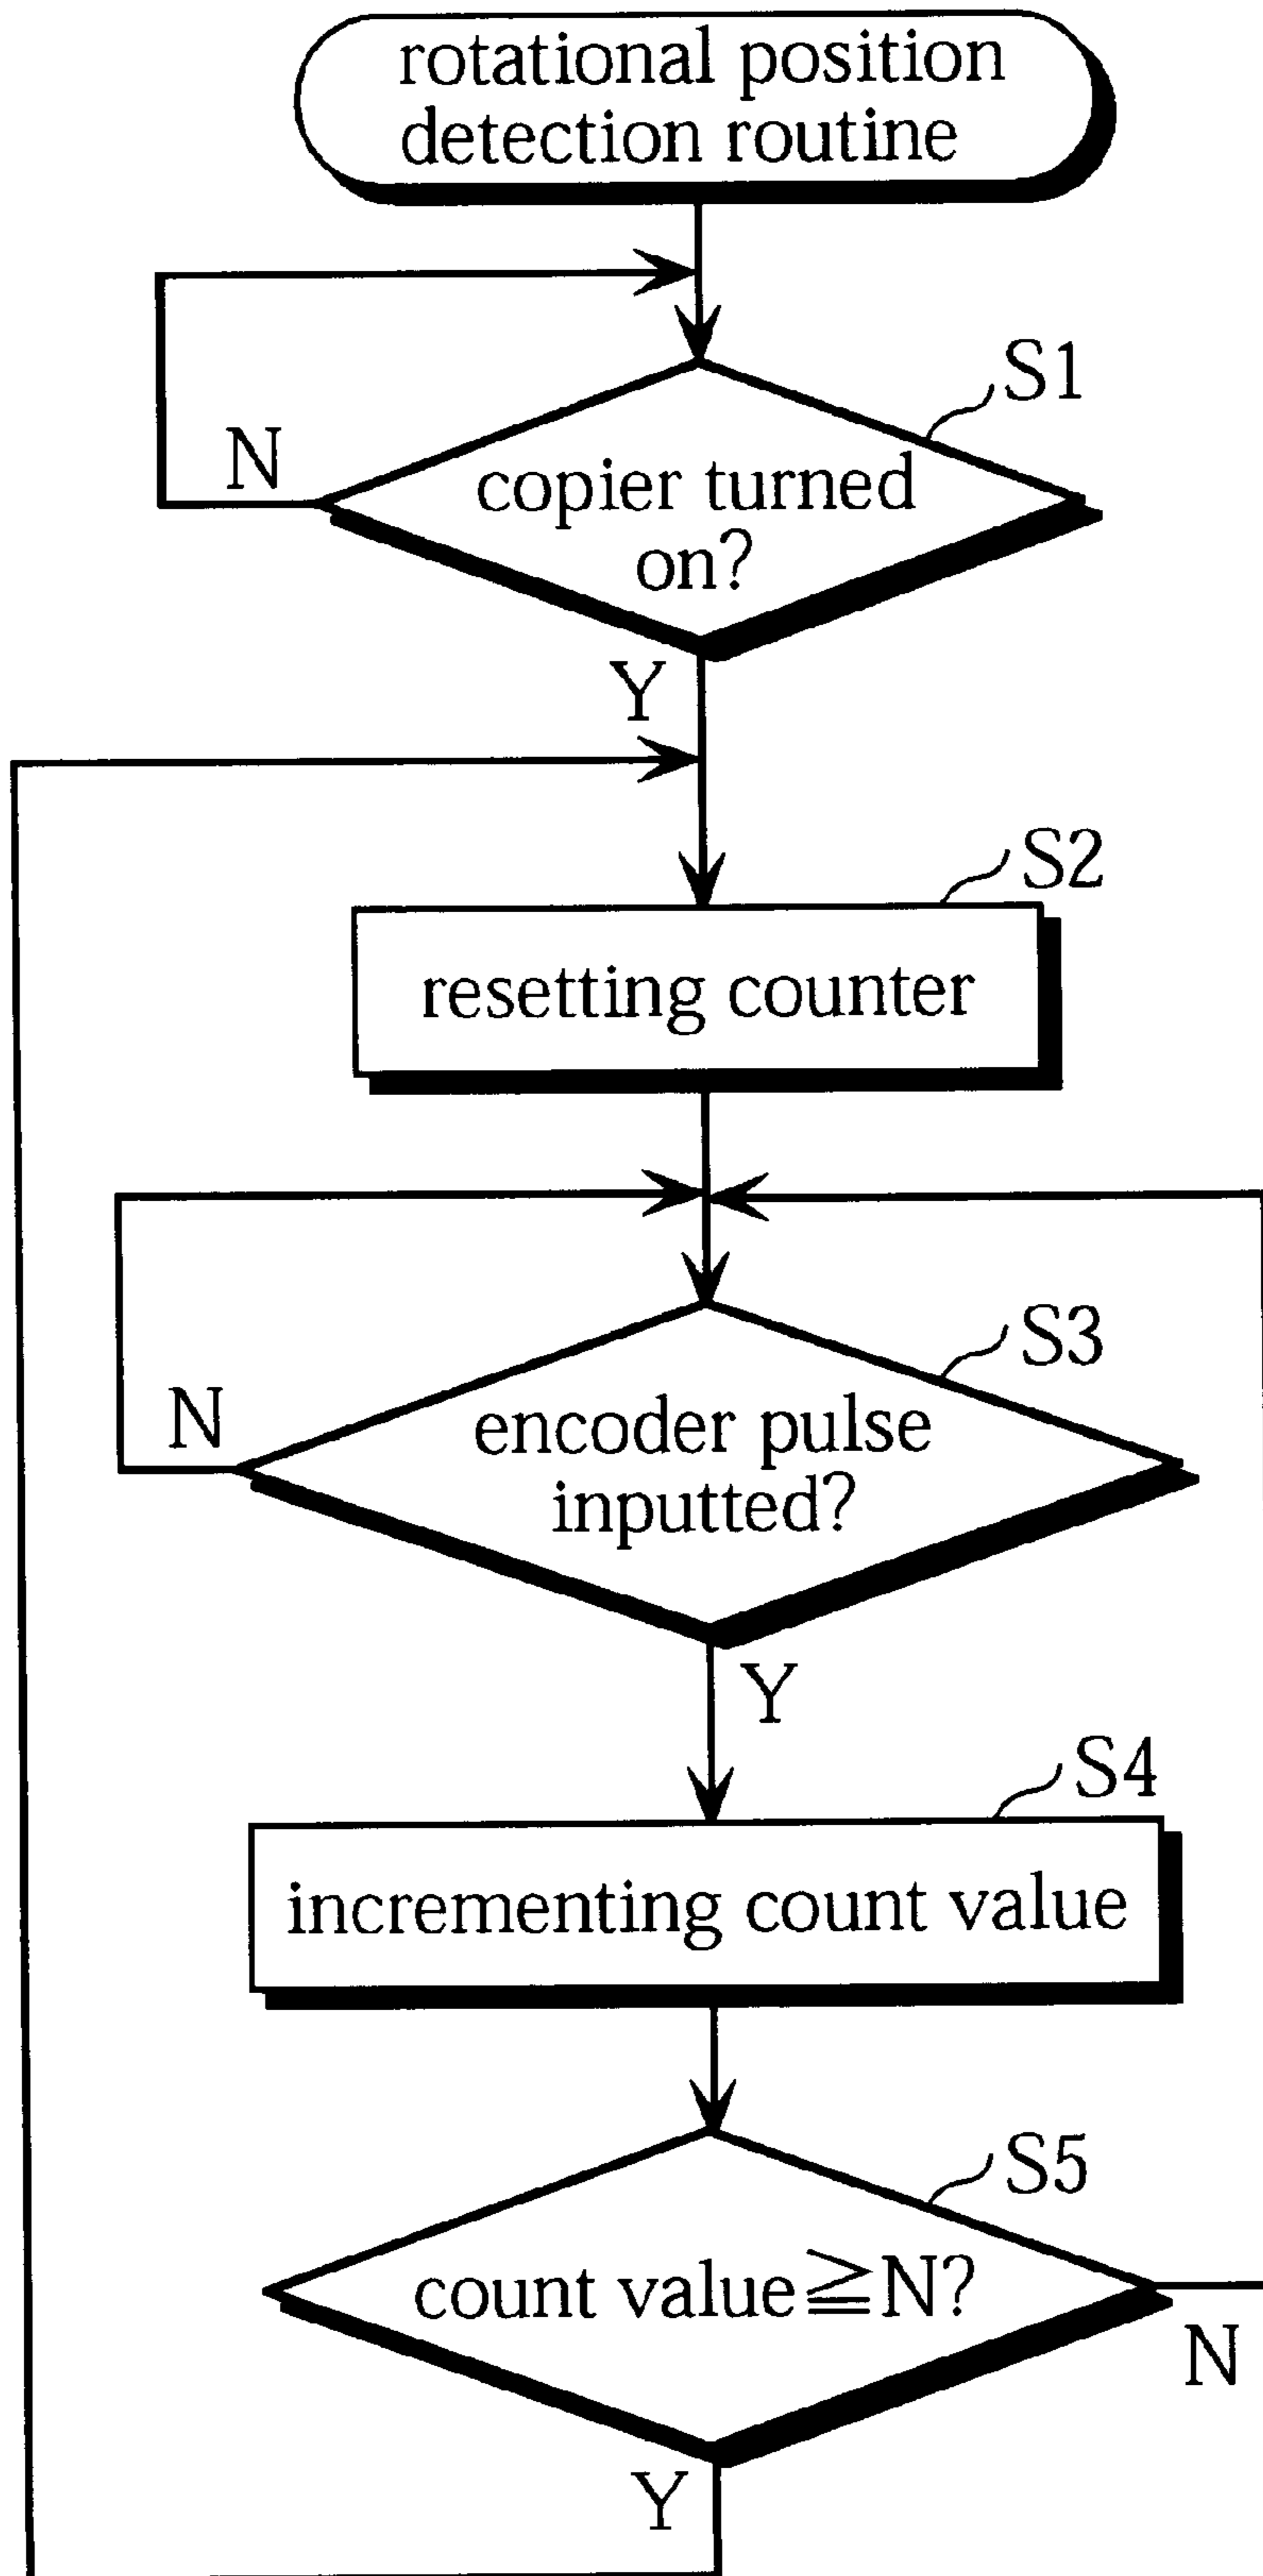 rotational position
detection routine
S1
N
copier turned
on?
Y
S2
resetting counter
S3
N
encoder pulse
inputted?
Y
S4
incrementing count value
S5
count value≧N?
N
Y